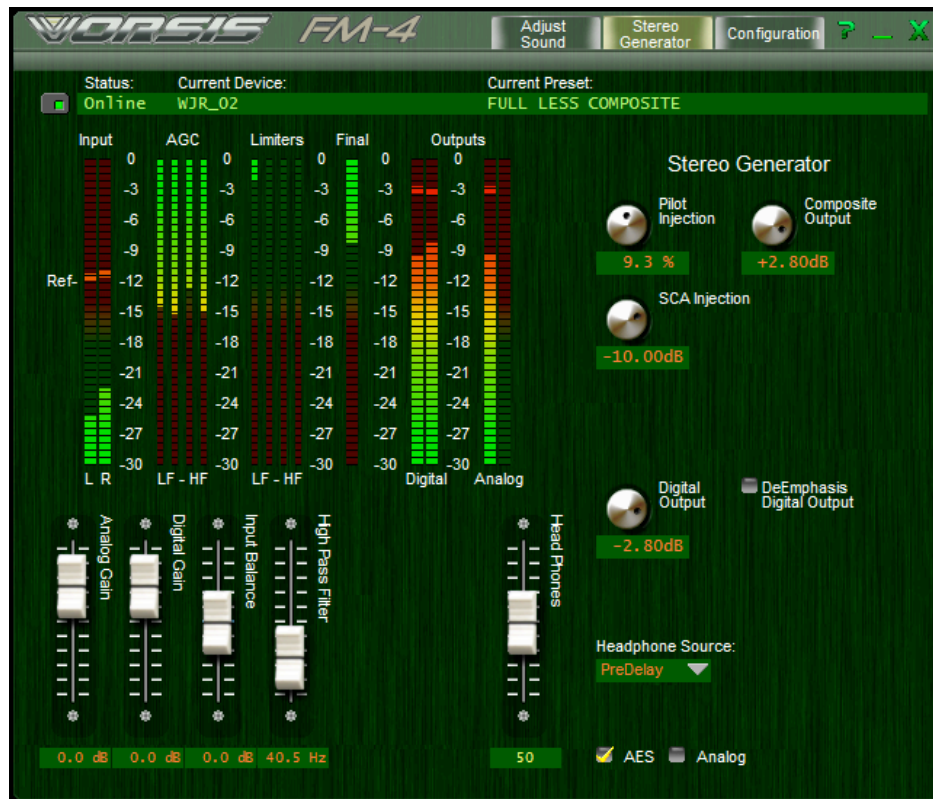 VORSIS FM-4 Adjust Sound Stereo Generator Configuration ? _ X
Status: Current Device: Current Preset:
Online WJR_02 FULL LESS COMPOSITE
Input AGC Limiters Final Outputs
0 0 0 0 0
-3 -3 -3 -3 -3
-6 -6 -6 -6 -6
-9 -9 -9 -9 -9
Ref- -12 -12 -12 -12 -12
-15 -15 -15 -15 -15
-18 -18 -18 -18 -18
-21 -21 -21 -21 -21
-24 -24 -24 -24 -24
-27 -27 -27 -27 -27
-30 -30 -30 -30 -30
L R LF - HF LF - HF Digital Analog
Stereo Generator
Pilot Injection
9.3 %
Composite Output
+2.80dB
SCA Injection
-10.00dB
Digital Output
-2.80dB
DeEmphasis
Digital Output
Analog Gain
Digital Gain
Input Balance
High Pass Filter
Head Phones
0.0 dB 0.0 dB 0.0 dB 40.5 Hz 50
Headphone Source:
PreDelay
AES Analog